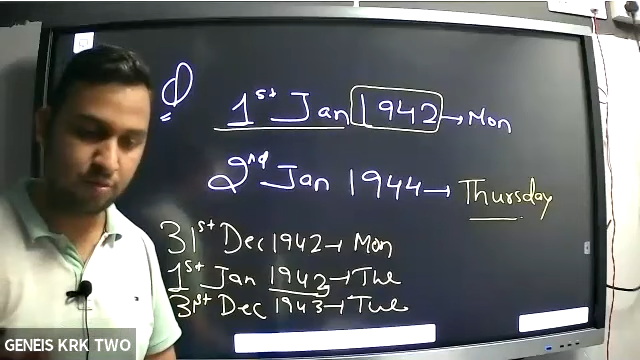 Q 1st Jan 1942 → Mon
2nd Jan 1944 → Thursday
31st Dec 1942 → Mon
1st Jan 1943 → Tue
31st Dec 1943 → Tue
GENEIS KRK TWO